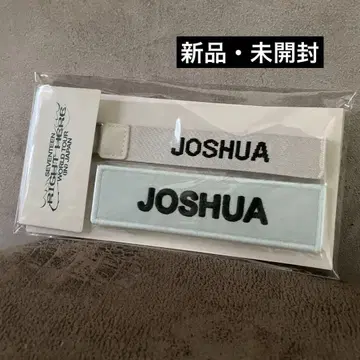 新品・未開封
SEVENTEEN
RIGHT HERE
WORLD TOUR
IN JAPAN
JOSHUA
JOSHUA